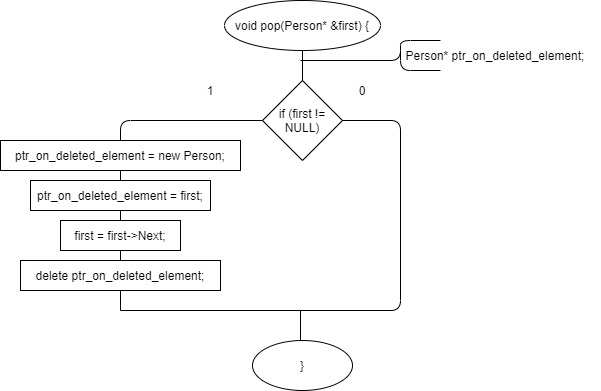 void pop(Person* &first) {
Person* ptr_on_deleted_element;
1
0
if (first !=
NULL)
ptr_on_deleted_element = new Person;
ptr_on_deleted_element = first;
first = first->Next;
delete ptr_on_deleted_element;
}